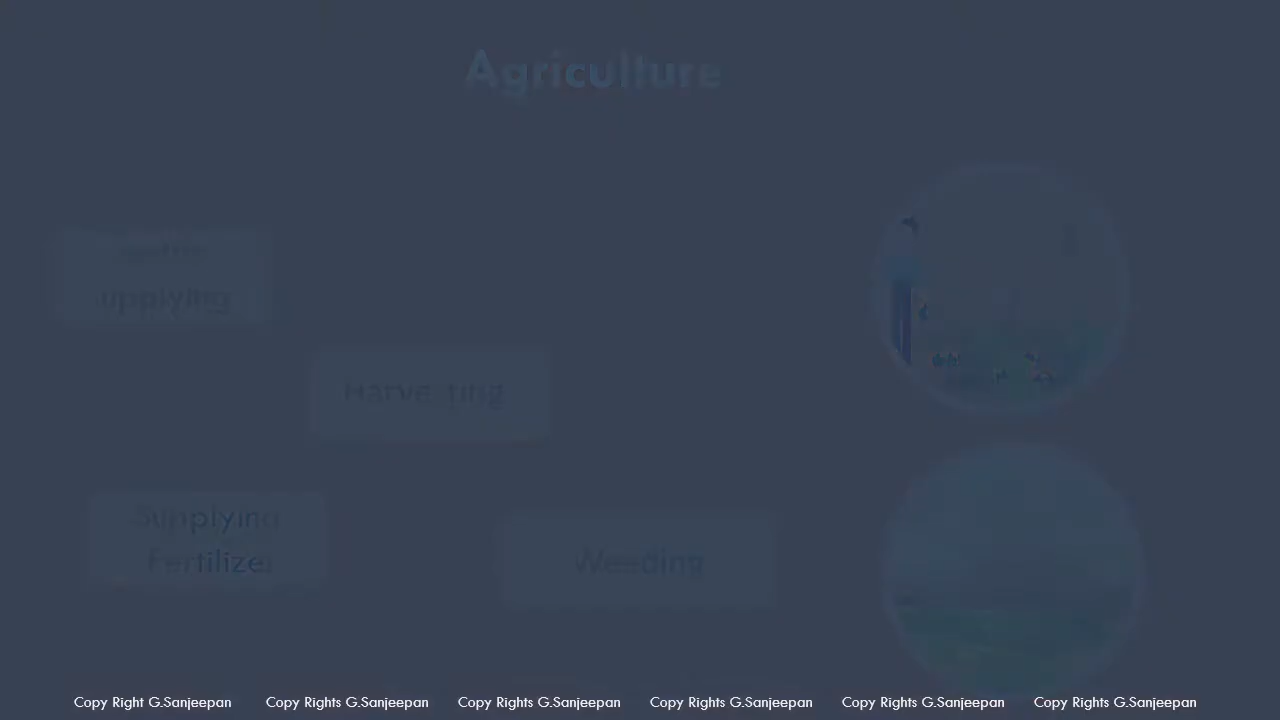 Agriculture
supplying
Harvesting
Supplying
Fertilizer
Weeding
Copy Right G.Sanjeepan Copy Rights G.Sanjeepan Copy Rights G.Sanjeepan Copy Rights G.Sanjeepan Copy Rights G.Sanjeepan Copy Rights G.Sanjeepan